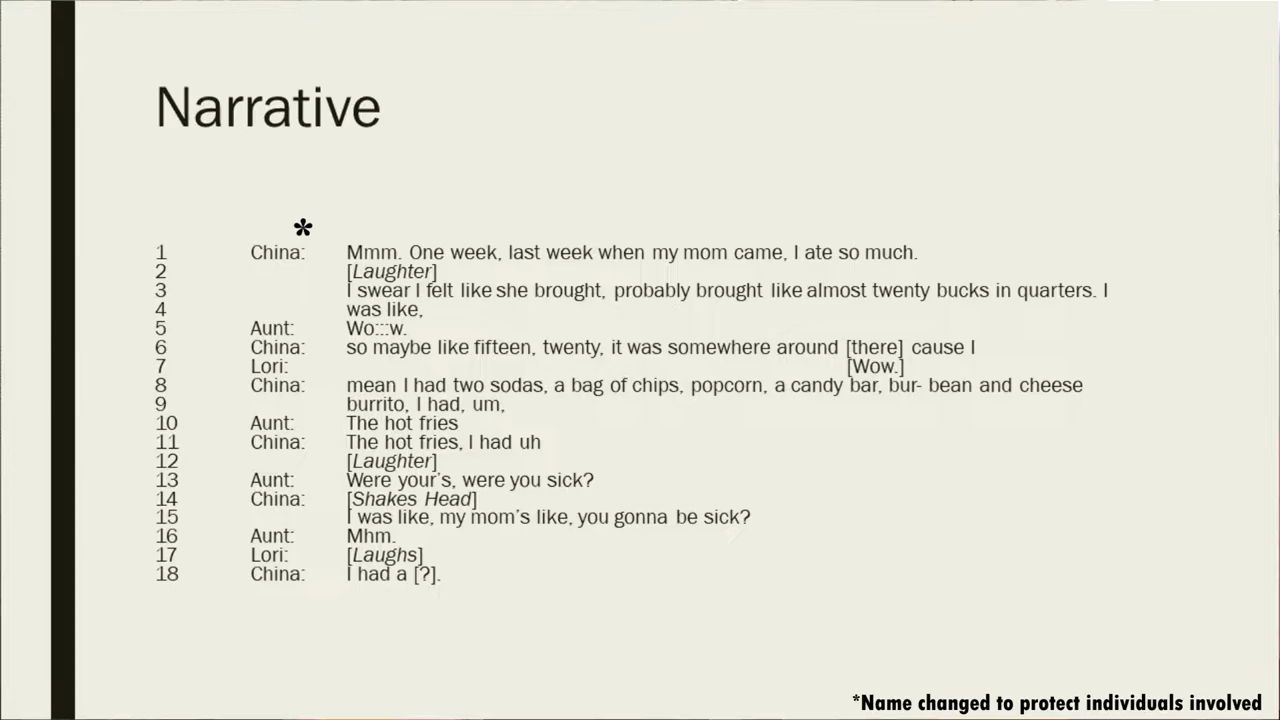 Narrative
*
1 China: Mmm. One week, last week when my mom came, I ate so much.
2 [Laughter]
3 I swear I felt like she brought, probably brought like almost twenty bucks in quarters. I
4 was like,
5 Aunt: Wo:::w.
6 China: so maybe like fifteen, twenty, it was somewhere around [there] cause I
7 Lori: [Wow.]
8 China: mean I had two sodas, a bag of chips, popcorn, a candy bar, bur- bean and cheese
9 burrito, I had, um,
10 Aunt: The hot fries
11 China: The hot fries, I had uh
12 [Laughter]
13 Aunt: Were your's, were you sick?
14 China: [Shakes Head]
15 I was like, my mom's like, you gonna be sick?
16 Aunt: Mhm.
17 Lori: [Laughs]
18 China: I had a [?].
*Name changed to protect individuals involved